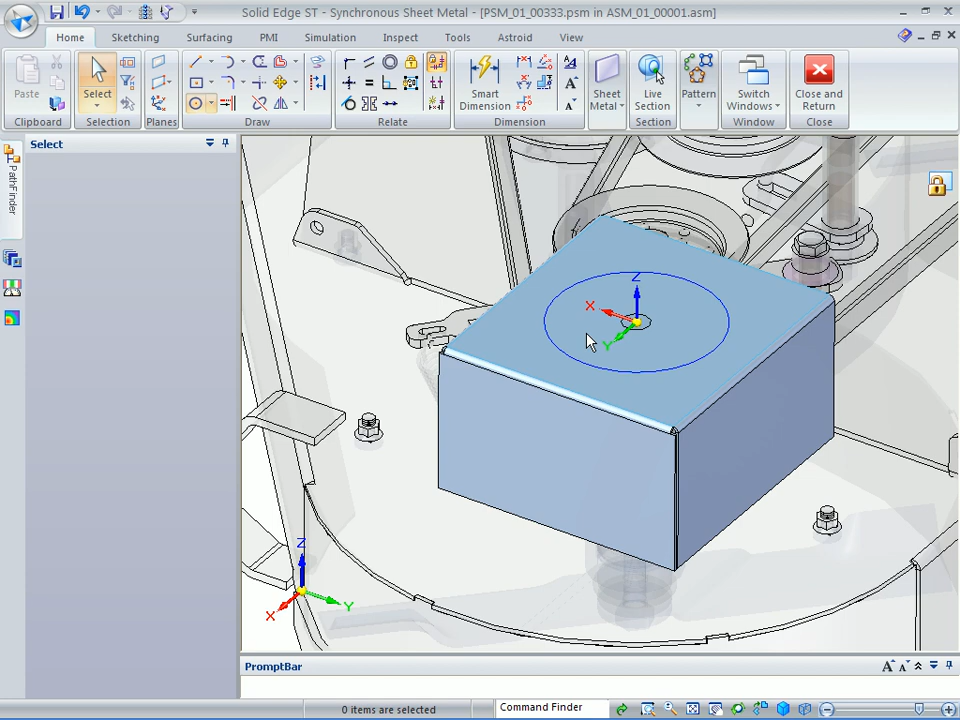 Solid Edge ST - Synchronous Sheet Metal - [PSM_01_00333.psm in ASM_01_00001.asm]
Home Sketching Surfacing PMI Simulation Inspect Tools Astroid View
Paste
Select
Smart Dimension
Sheet Metal
Live Section
Pattern
Switch Windows
Close and Return
Clipboard Selection Planes Draw Relate Dimension Section Window Close
Select
PathFinder
Z
X
Y
Z
X
Y
PromptBar
0 items are selected
Command Finder